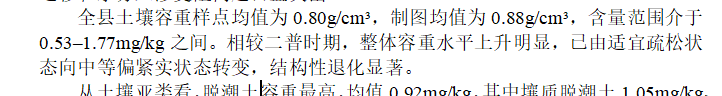 全县土壤容重样点均值为 0.80g/cm³，制图均值为 0.88g/cm³，含量范围介于
0.53–1.77mg/kg 之间。相较二普时期，整体容重水平上升明显，已由适宜疏松状
态向中等偏紧实状态转变，结构性退化显著。
从土壤亚类看，脱潮土容重最高，均值 0.92mg/kg，其中壤质脱潮土 1.05mg/kg，